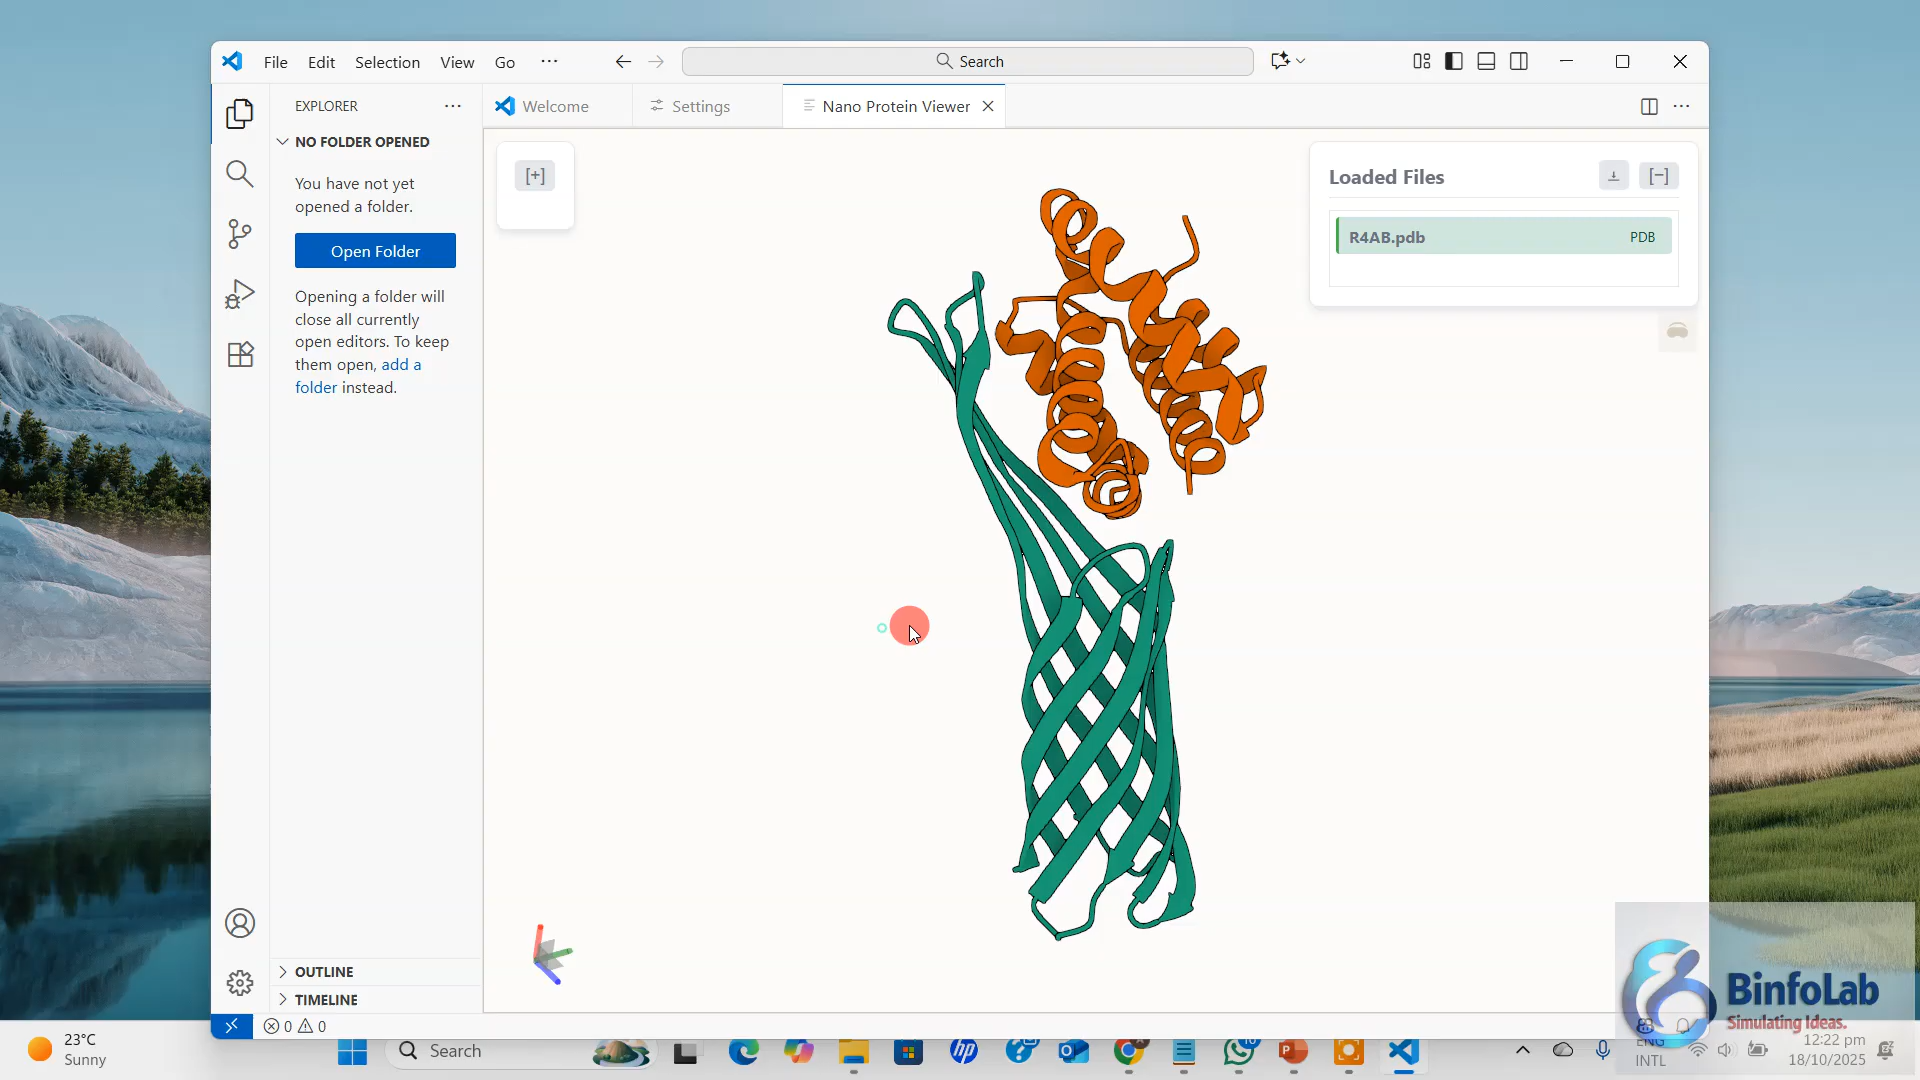 File Edit Selection View Go ···
Search
EXPLORER ···
Welcome
Settings
Nano Protein Viewer
NO FOLDER OPENED
You have not yet
opened a folder.
Open Folder
Opening a folder will
close all currently
open editors. To keep
them open, add a
folder instead.
[+]
Loaded Files
[−]
R4AB.pdb PDB
OUTLINE
TIMELINE
0 0
BinfoLab
Simulating Ideas.
23°C
Sunny
Search
hp
ENG
INTL
12:22 pm
18/10/2025